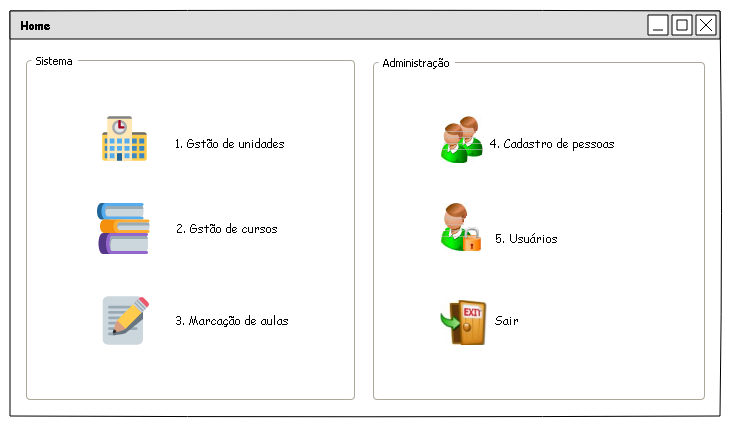 Home
Sistema
1. Gstão de unidades
2. Gstão de cursos
3. Marcação de aulas
Administração
4. Cadastro de pessoas
5. Usuários
EXIT
Sair